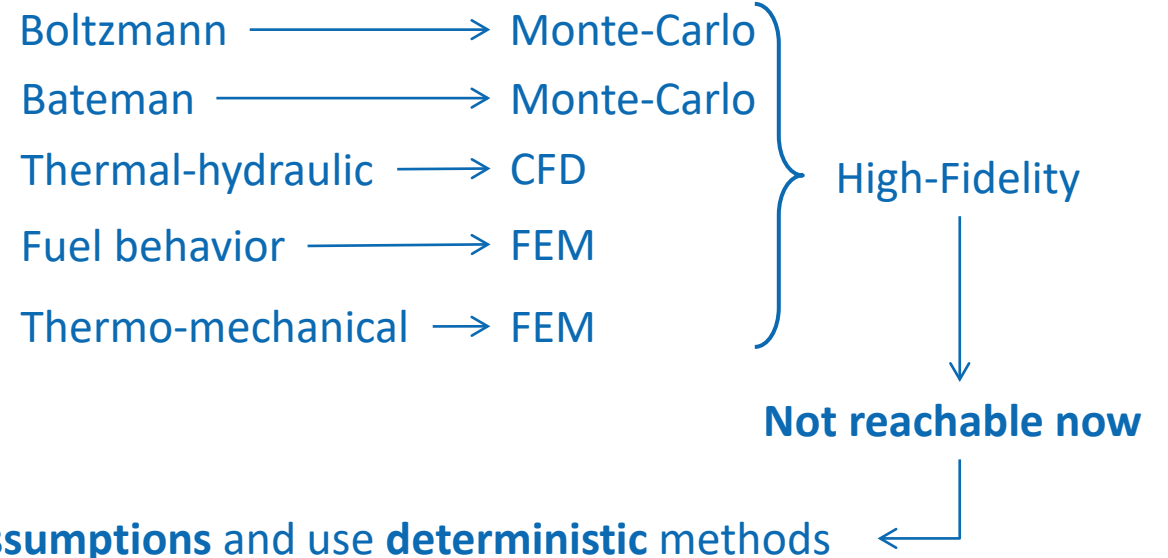 Boltzmann → Monte-Carlo
Bateman → Monte-Carlo
Thermal-hydraulic → CFD
High-Fidelity
Fuel behavior → FEM
Thermo-mechanical → FEM
Not reachable now
ssumptions and use deterministic methods